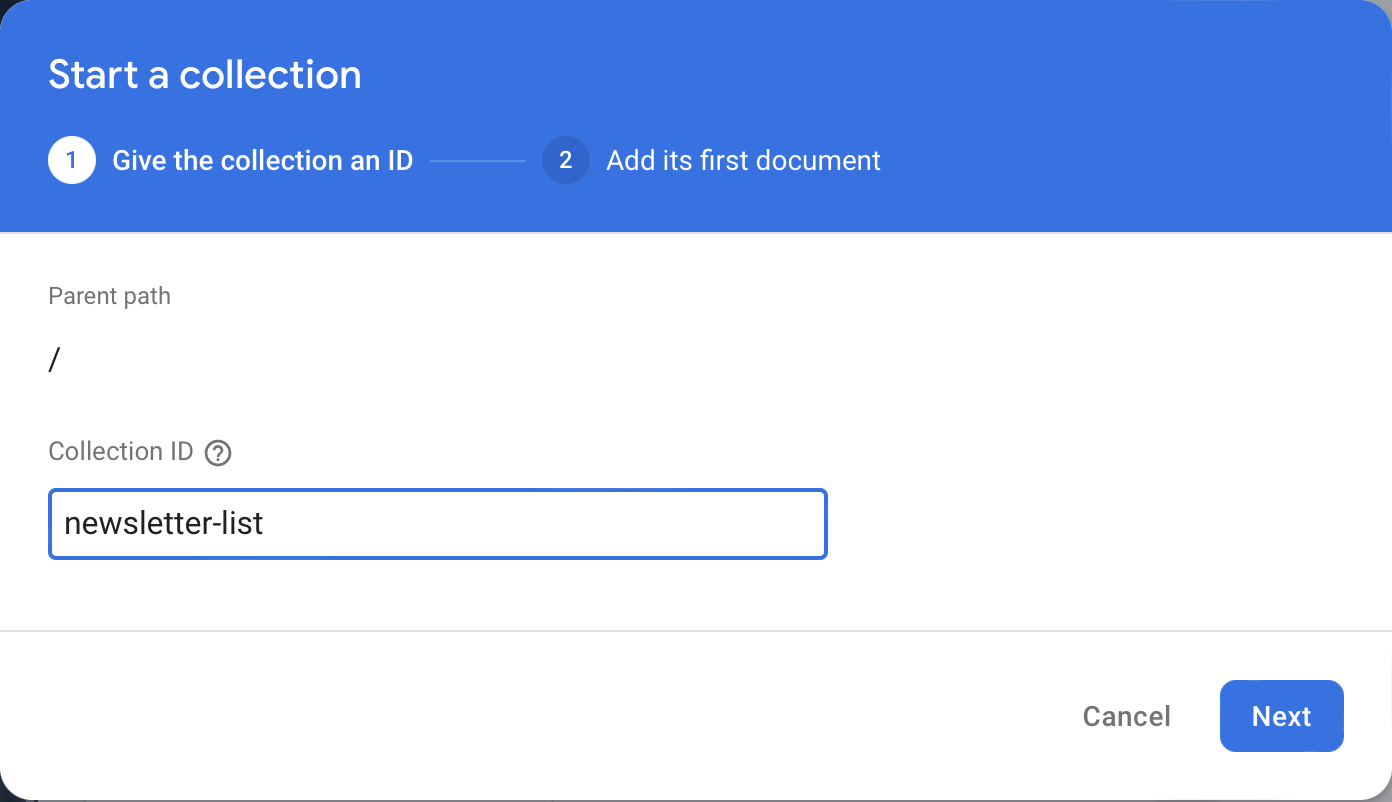 Start a collection
1 Give the collection an ID 2 Add its first document
Parent path
/
Collection ID ?
newsletter-list
Cancel Next